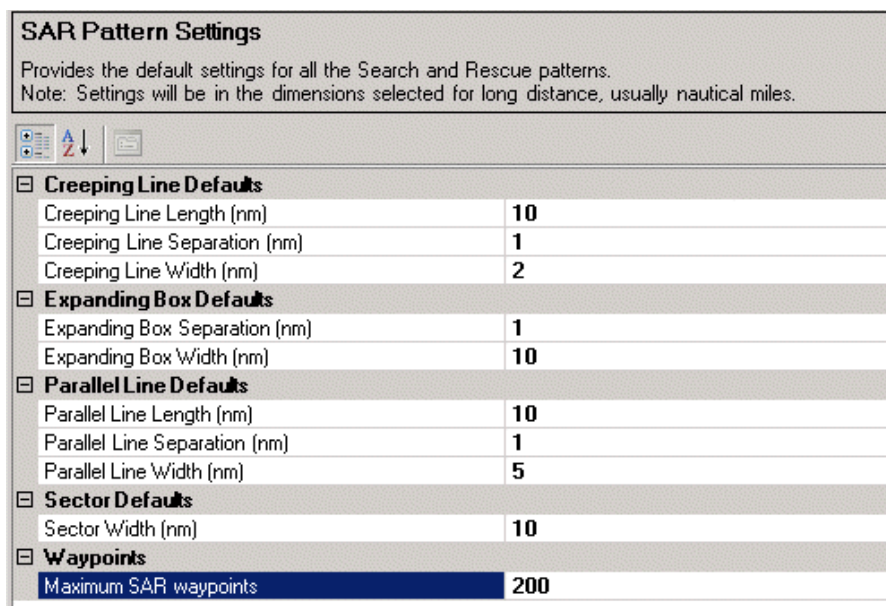 SAR Pattern Settings
Provides the default settings for all the Search and Rescue patterns.
Note: Settings will be in the dimensions selected for long distance, usually nautical miles.
A
Z
Creeping Line Defaults
Creeping Line Length (nm) 10
Creeping Line Separation (nm) 1
Creeping Line Width (nm) 2
Expanding Box Defaults
Expanding Box Separation (nm) 1
Expanding Box Width (nm) 10
Parallel Line Defaults
Parallel Line Length (nm) 10
Parallel Line Separation (nm) 1
Parallel Line Width (nm) 5
Sector Defaults
Sector Width (nm) 10
Waypoints
Maximum SAR waypoints 200